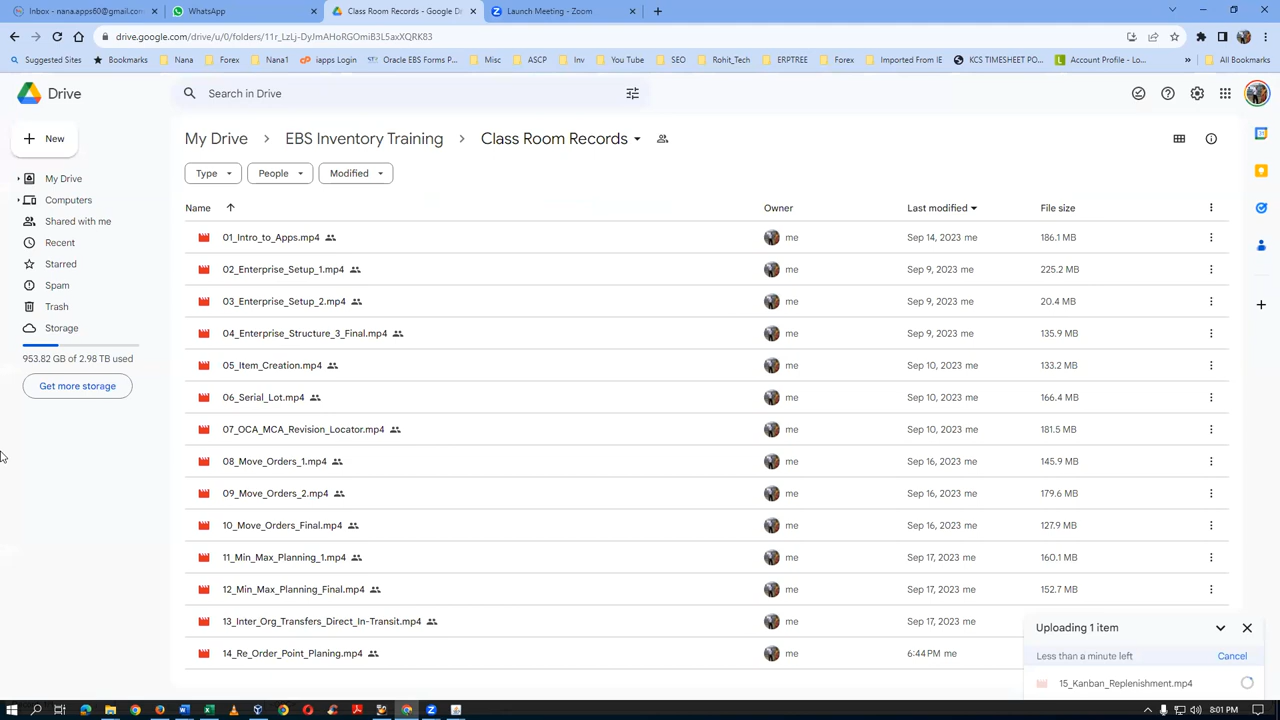 Inbox - nana.apps60@gmail.com
WhatsApp
Class Room Records - Google Dr
Launch Meeting - Zoom
drive.google.com/drive/u/0/folders/11r_LzLj-DyJmAHoRGOmiB3L5axXQRK83
Suggested Sites
Bookmarks
Nana
Forex
Nana1
iapps Login
Oracle EBS Forms P...
Misc
ASCP
Inv
You Tube
SEO
Rohit_Tech
ERPTREE
Forex
Imported From IE
KCS TIMESHEET PO...
Account Profile - Lo...
»
All Bookmarks
Drive
Search in Drive
New
My Drive > EBS Inventory Training > Class Room Records
Type
People
Modified
My Drive
Computers
Shared with me
Recent
Starred
Spam
Trash
Storage
953.82 GB of 2.98 TB used
Get more storage
Name Owner Last modified File size
01_Intro_to_Apps.mp4 me Sep 14, 2023 me 186.1 MB
02_Enterprise_Setup_1.mp4 me Sep 9, 2023 me 225.2 MB
03_Enterprise_Setup_2.mp4 me Sep 9, 2023 me 20.4 MB
04_Enterprise_Structure_3_Final.mp4 me Sep 9, 2023 me 135.9 MB
05_Item_Creation.mp4 me Sep 10, 2023 me 133.2 MB
06_Serial_Lot.mp4 me Sep 10, 2023 me 166.4 MB
07_OCA_MCA_Revision_Locator.mp4 me Sep 10, 2023 me 181.5 MB
08_Move_Orders_1.mp4 me Sep 16, 2023 me 145.9 MB
09_Move_Orders_2.mp4 me Sep 16, 2023 me 179.6 MB
10_Move_Orders_Final.mp4 me Sep 16, 2023 me 127.9 MB
11_Min_Max_Planning_1.mp4 me Sep 17, 2023 me 160.1 MB
12_Min_Max_Planning_Final.mp4 me Sep 17, 2023 me 152.7 MB
13_Inter_Org_Transfers_Direct_In-Transit.mp4 me Sep 17, 2023 me
14_Re_Order_Point_Planing.mp4 me 6:44 PM me
Uploading 1 item
Less than a minute left
Cancel
15_Kanban_Replenishment.mp4
8:01 PM